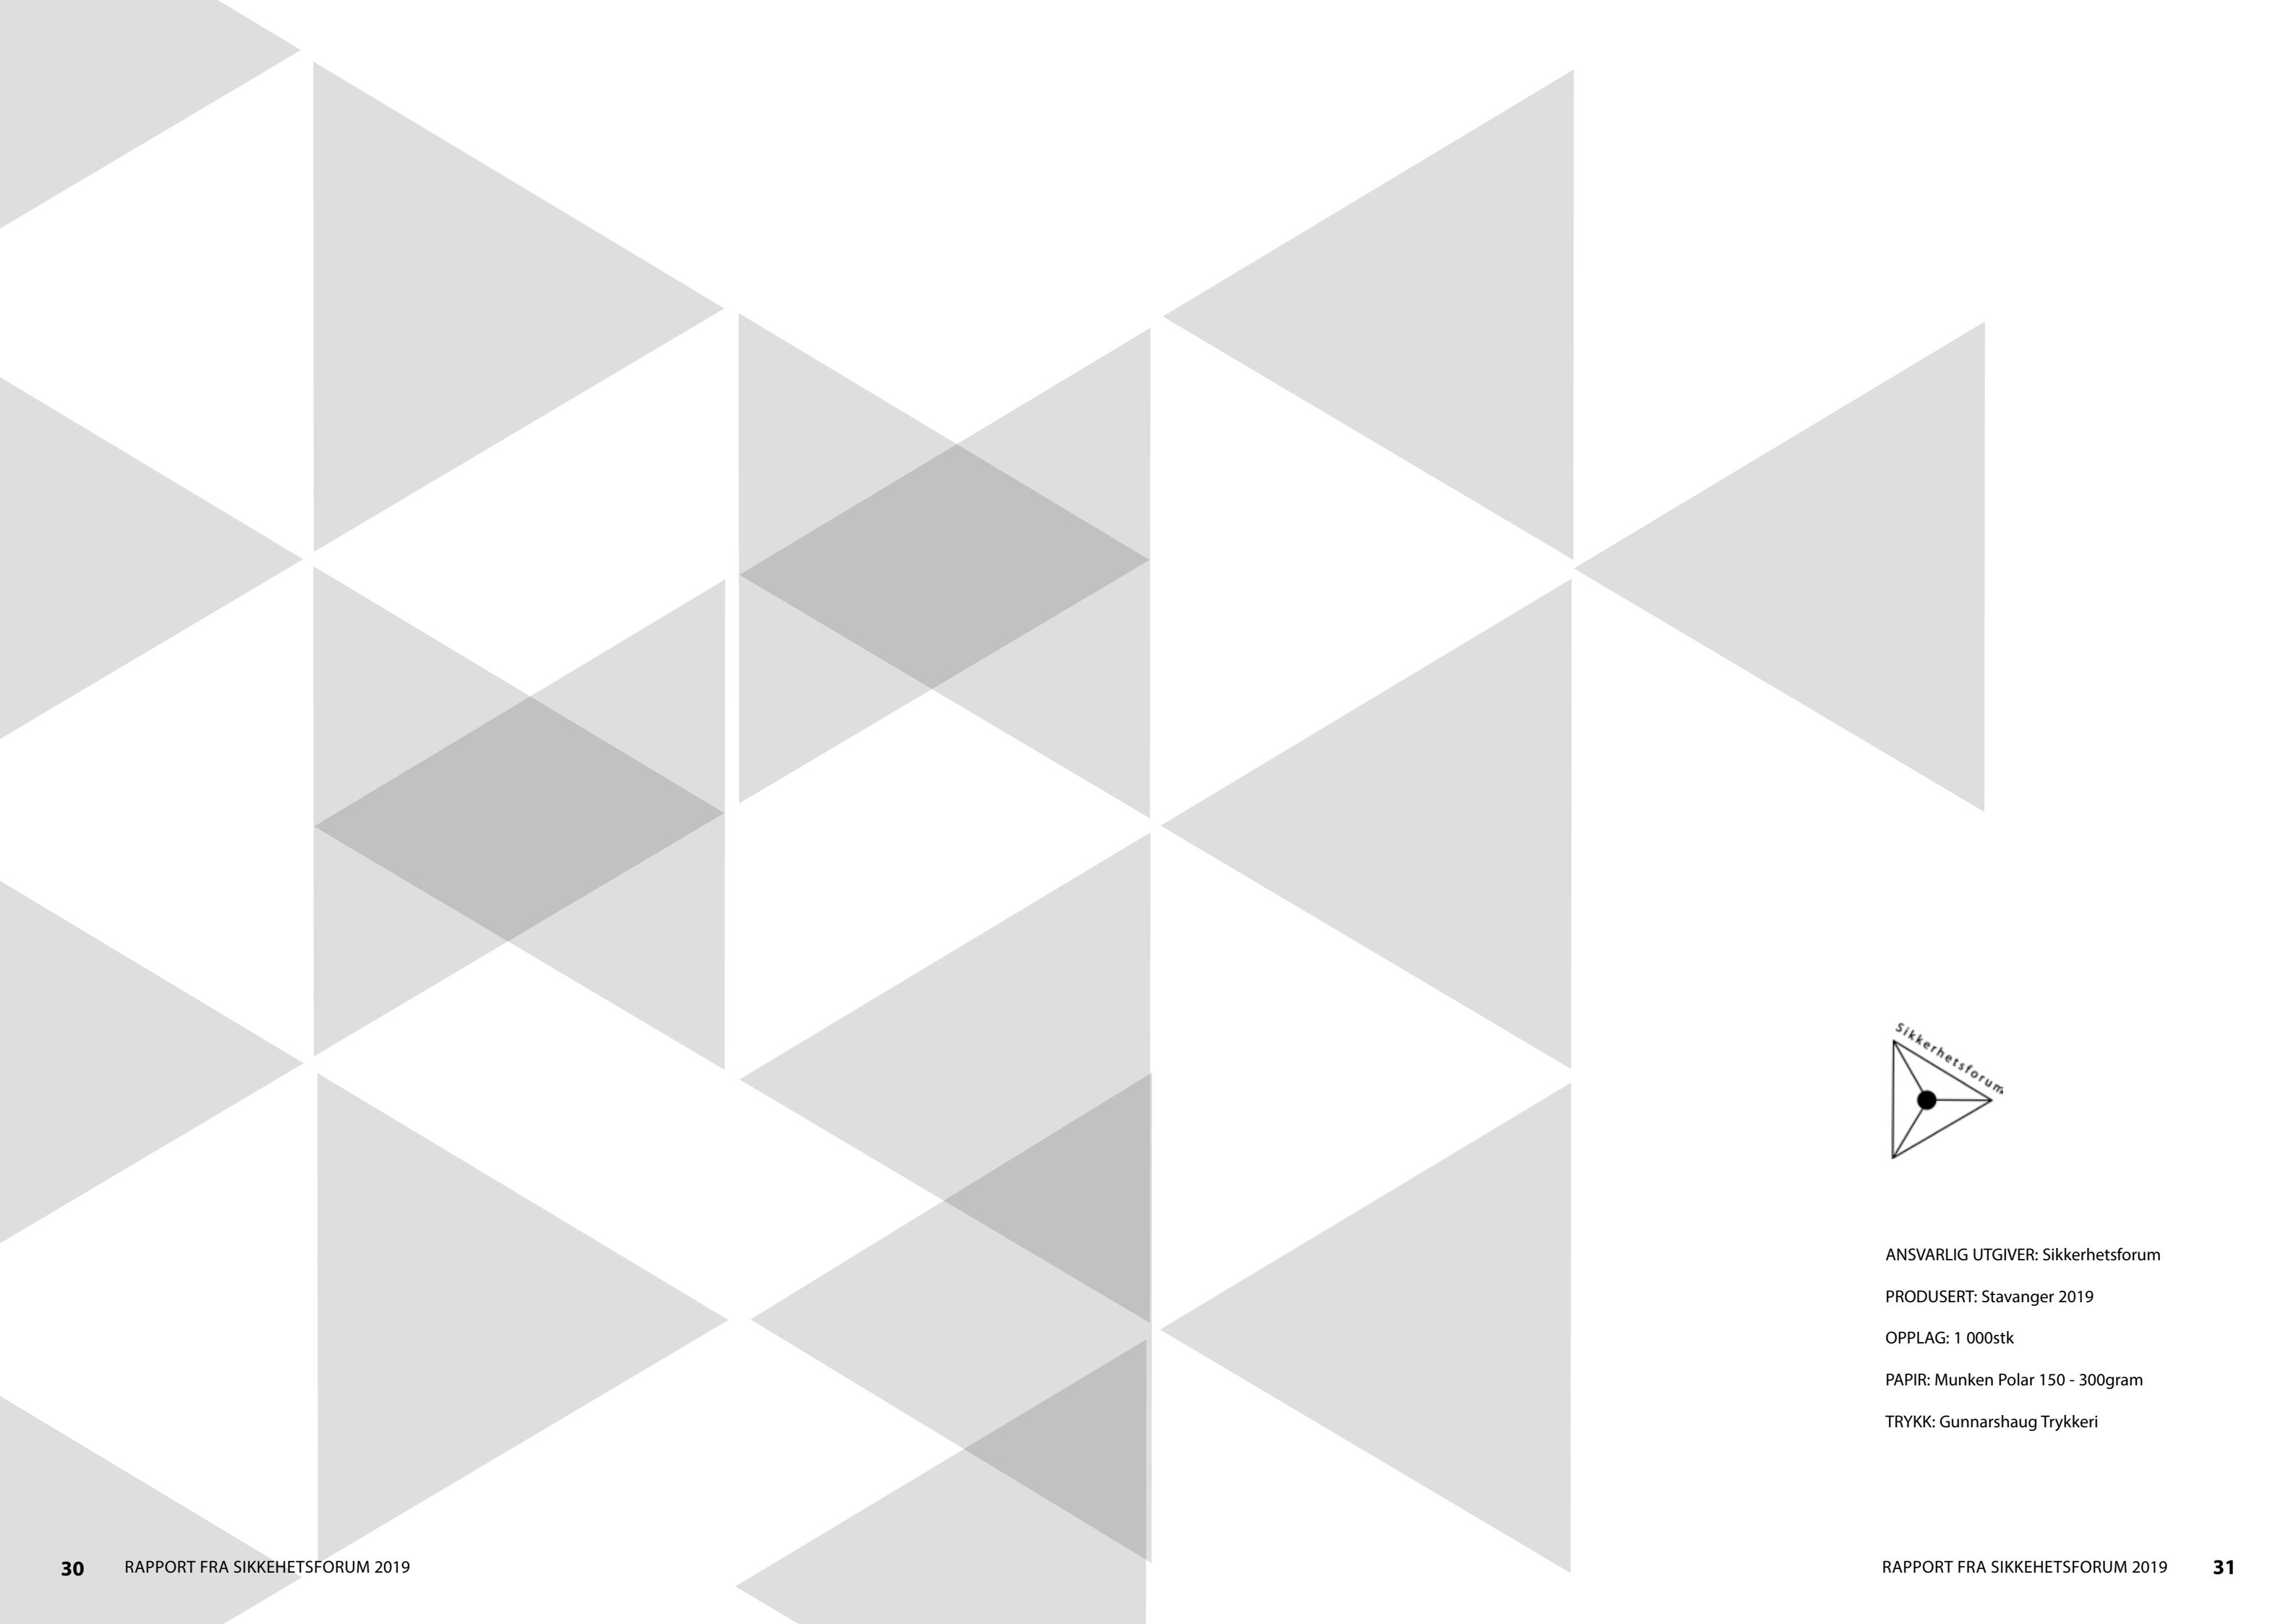 Sikkerhetsforum
ANSVARLIG UTGIVER: Sikkerhetsforum
PRODUSERT: Stavanger 2019
OPPLAG: 1 000stk
PAPIR: Munken Polar 150 - 300gram
TRYKK: Gunnarshaug Trykkeri
30 RAPPORT FRA SIKKEHETSFORUM 2019
RAPPORT FRA SIKKEHETSFORUM 2019 31